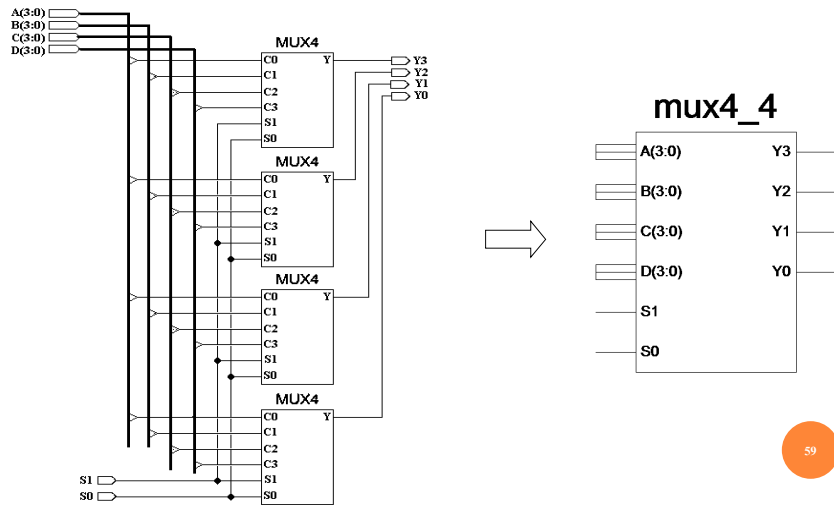 A(3:0)
B(3:0)
C(3:0)
D(3:0)
MUX4
C0 Y
C1
C2
C3
S1
S0
Y3
Y2
Y1
Y0
MUX4
C0 Y
C1
C2
C3
S1
S0
MUX4
C0 Y
C1
C2
C3
S1
S0
MUX4
C0 Y
C1
C2
C3
S1
S0
S1
S0
mux4_4
A(3:0) Y3
B(3:0) Y2
C(3:0) Y1
D(3:0) Y0
S1
S0
59